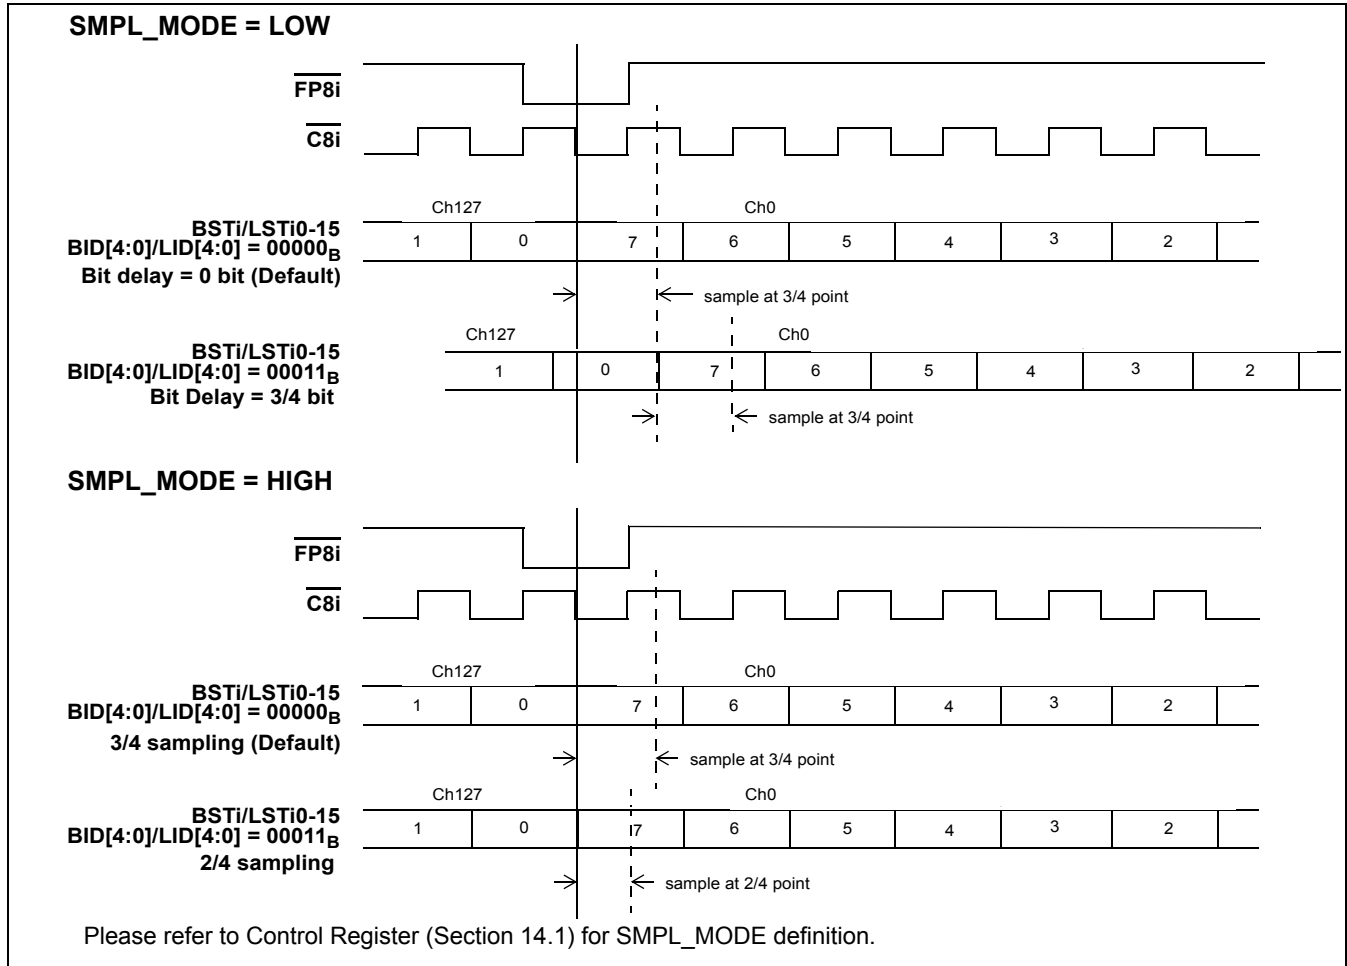 SMPL_MODE = LOW
FP8i
C8i
Ch127 Ch0
BSTi/LSTi0-15
BID[4:0]/LID[4:0] = 00000B
Bit delay = 0 bit (Default)
1 0 7 6 5 4 3 2
sample at 3/4 point
Ch127 Ch0
BSTi/LSTi0-15
BID[4:0]/LID[4:0] = 00011B
Bit Delay = 3/4 bit
1 0 7 6 5 4 3 2
sample at 3/4 point
SMPL_MODE = HIGH
FP8i
C8i
Ch127 Ch0
BSTi/LSTi0-15
BID[4:0]/LID[4:0] = 00000B
3/4 sampling (Default)
1 0 7 6 5 4 3 2
sample at 3/4 point
Ch127 Ch0
BSTi/LSTi0-15
BID[4:0]/LID[4:0] = 00011B
2/4 sampling
1 0 7 6 5 4 3 2
sample at 2/4 point
Please refer to Control Register (Section 14.1) for SMPL_MODE definition.